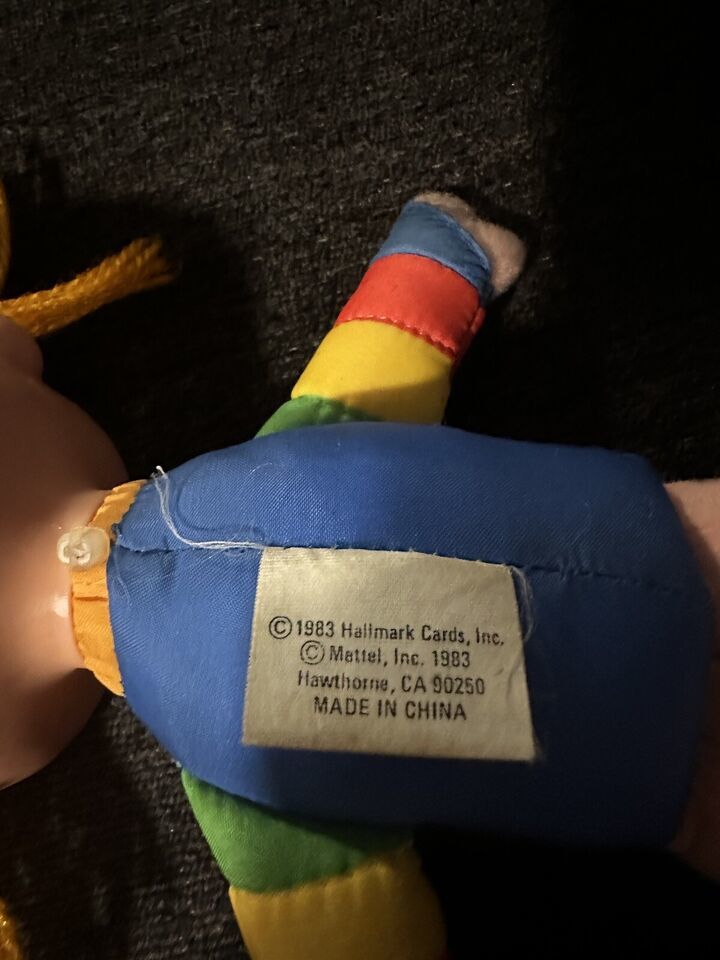 ©1983 Hallmark Cards, Inc.
© Mattel, Inc. 1983
Hawthorne, CA 90250
MADE IN CHINA